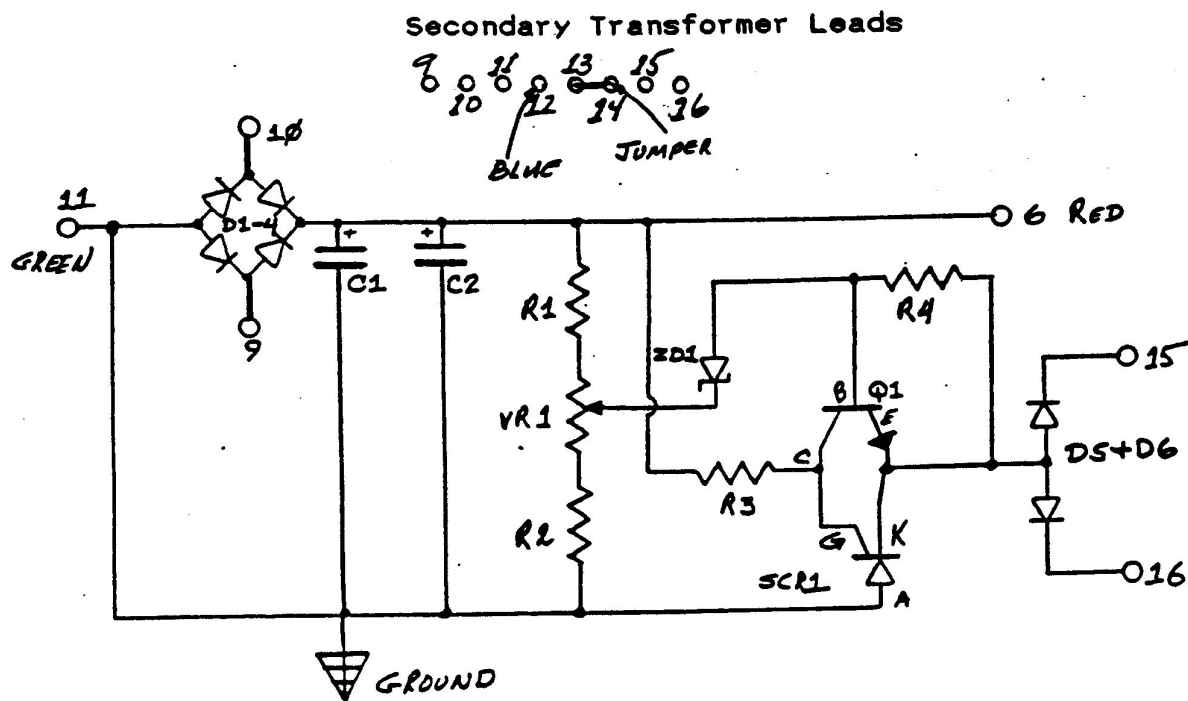 Secondary Transformer Leads
9 10 11 12 13 14 15 16
BLUE JUMPER
10
11
GREEN
D1-4
9
+ C1
+ C2
6 RED
R1
VR1
R2
ZD1
R4
B Q1
E
C
R3
G K
SCR1 A
15
D5+D6
16
GROUND